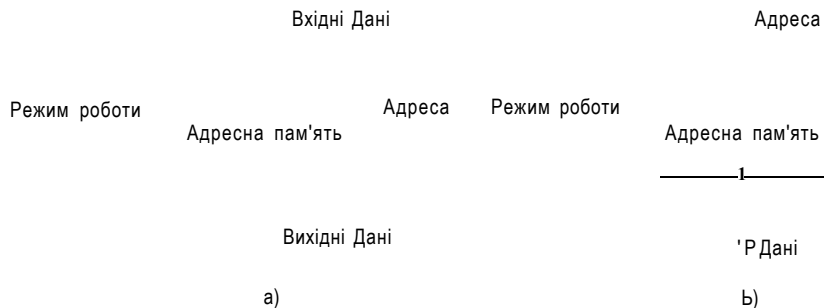 Вхідні Дані Адреса
Режим роботи Адреса Режим роботи
Адресна пам'ять Адресна пам'ять
1
Вихідні Дані 'Р Дані
а) Ь)